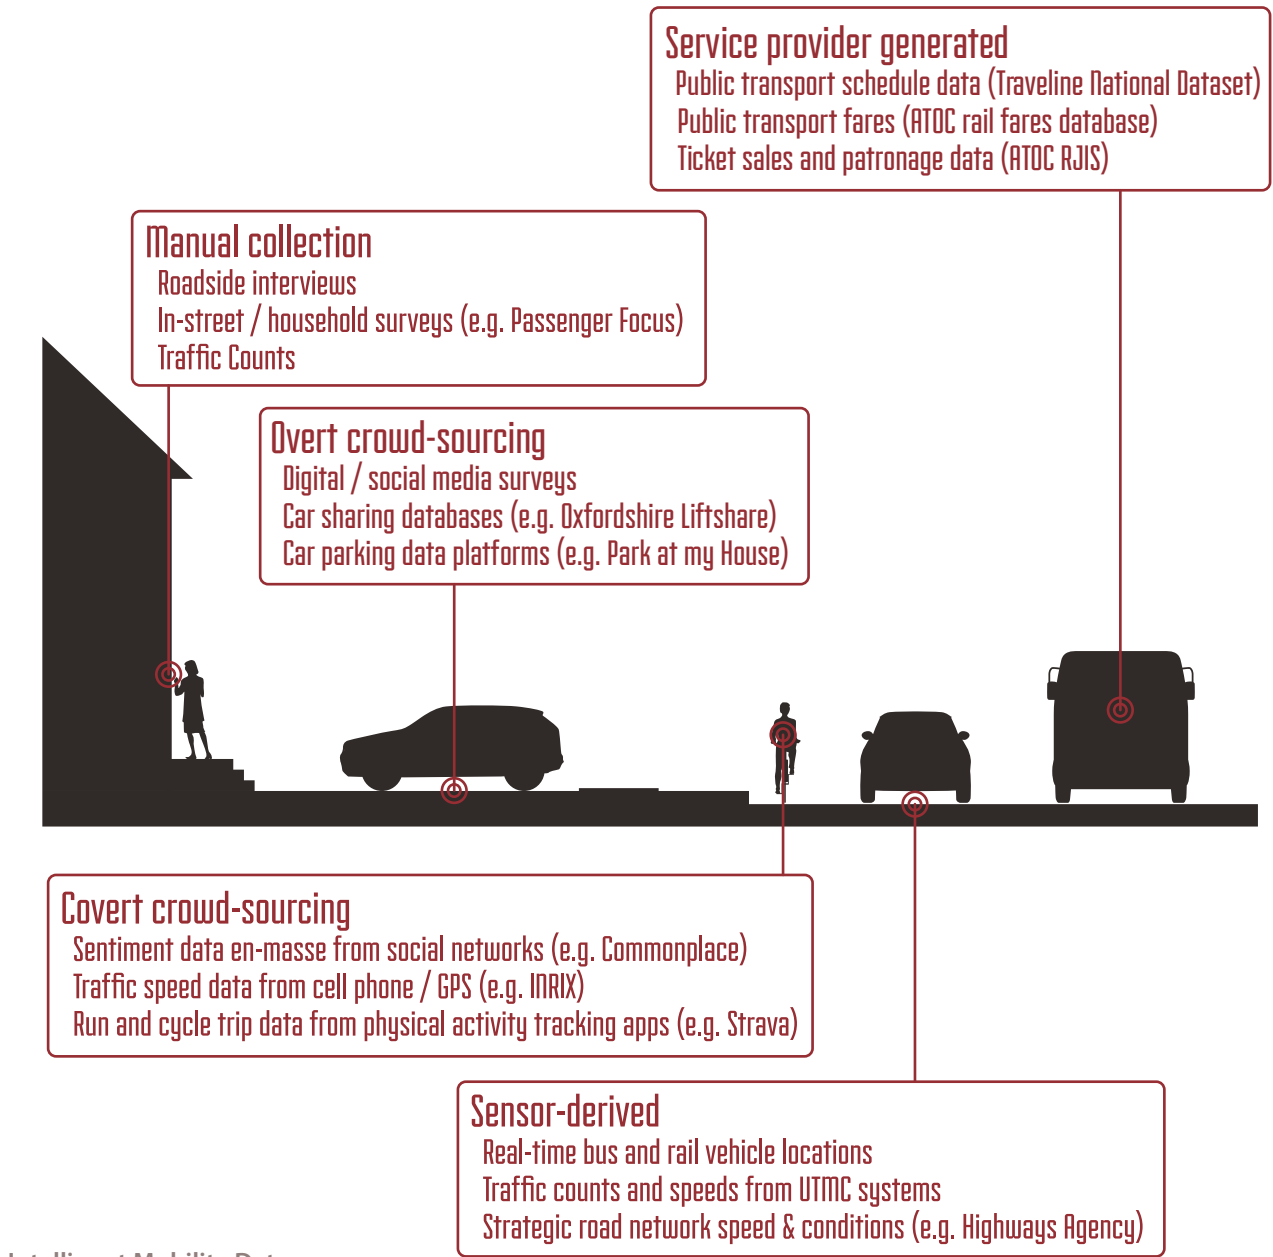 Service provider generated
Public transport schedule data (Traveline National Dataset)
Public transport fares (ATOC rail fares database)
Ticket sales and patronage data (ATOC RJIS)
Manual collection
Roadside interviews
In-street / household surveys (e.g. Passenger Focus)
Traffic Counts
Overt crowd-sourcing
Digital / social media surveys
Car sharing databases (e.g. Oxfordshire Liftshare)
Car parking data platforms (e.g. Park at my House)
Covert crowd-sourcing
Sentiment data en-masse from social networks (e.g. Commonplace)
Traffic speed data from cell phone / GPS (e.g. INRIX)
Run and cycle trip data from physical activity tracking apps (e.g. Strava)
Sensor-derived
Real-time bus and rail vehicle locations
Traffic counts and speeds from UTMC systems
Strategic road network speed & conditions (e.g. Highways Agency)
Intelligent Mobility Data